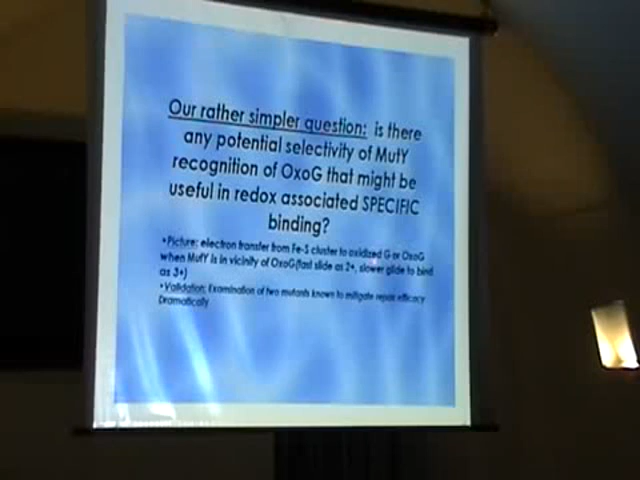 Our rather simpler question: is there
any potential selectivity of MutY
recognition of OxoG that might be
useful in redox associated SPECIFIC
binding?
•Picture: electron transfer from Fe-S cluster to oxidized G or OxoG
when MutY is in vicinity of OxoG(fast slide as 2+, slower glide to bind
as 3+)
•Validation: Examination of two mutants known to mitigate repair efficacy
Dramatically